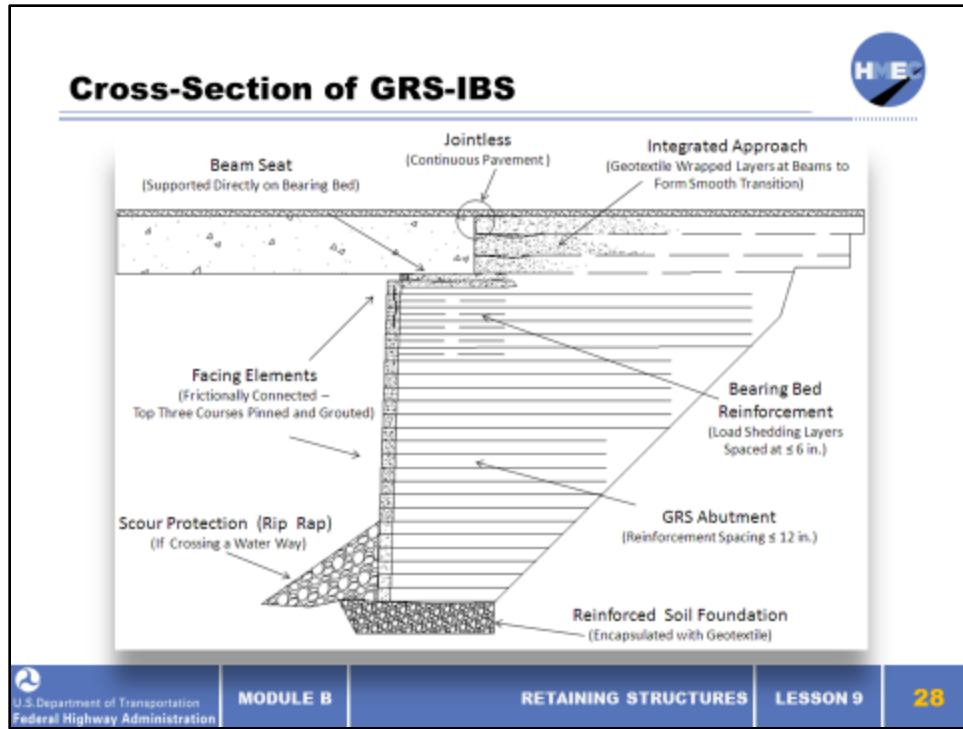 Cross-Section of GRS-IBS
HMEC
Jointless
(Continuous Pavement)
Integrated Approach
(Geotextile Wrapped Layers at Beams to
Form Smooth Transition)
Beam Seat
(Supported Directly on Bearing Bed)
Facing Elements
(Frictionally Connected –
Top Three Courses Pinned and Grouted)
Bearing Bed
Reinforcement
(Load Shedding Layers
Spaced at ≤ 6 in.)
Scour Protection (Rip Rap)
(If Crossing a Water Way)
GRS Abutment
(Reinforcement Spacing ≤ 12 in.)
Reinforced Soil Foundation
(Encapsulated with Geotextile)
U.S.Department of Transportation
Federal Highway Administration
MODULE B
RETAINING STRUCTURES
LESSON 9
28